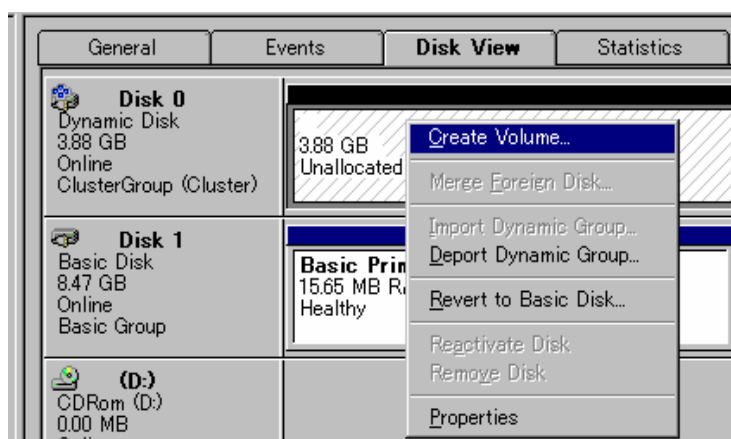 General Events Disk View Statistics
Disk 0
Dynamic Disk
3.88 GB
Online
ClusterGroup (Cluster)
3.88 GB
Unallocated
Create Volume...
Merge Foreign Disk...
Import Dynamic Group...
Deport Dynamic Group...
Revert to Basic Disk...
Reactivate Disk
Remove Disk
Properties
Disk 1
Basic Disk
8.47 GB
Online
Basic Group
Basic
15.65 MB
Healthy
(D:)
CDRom (D:)
0.00 MB